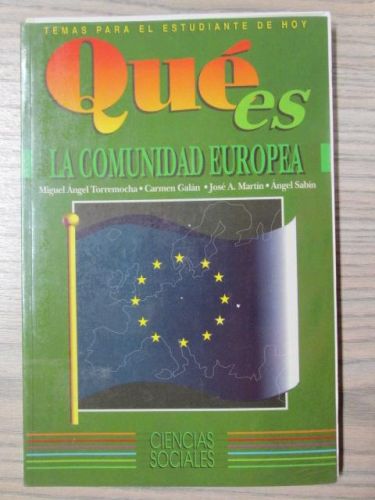 TEMAS PARA EL ESTUDIANTE DE HOY
Qué
es
LA COMUNIDAD EUROPEA
Miguel Angel Torremocha • Carmen Galán • José A. Martín • Ángel Sabín
CIENCIAS
SOCIALES